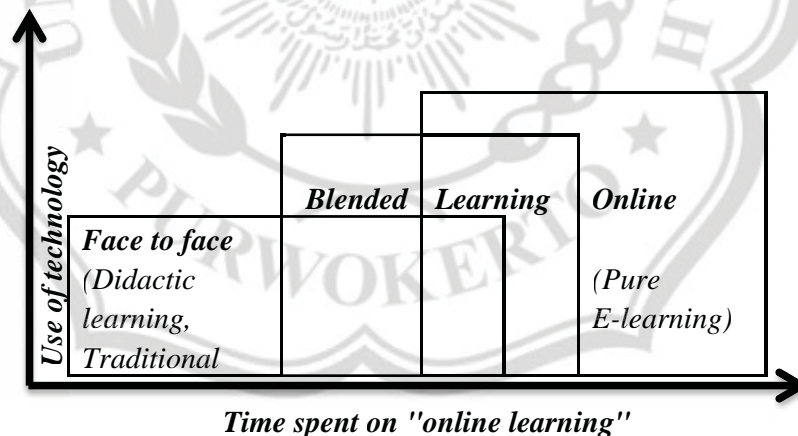 Use of technology
Blended Learning Online
Face to face
(Didactic (Pure
learning, E-learning)
Traditional
PURWOKERTO
Time spent on "online learning"